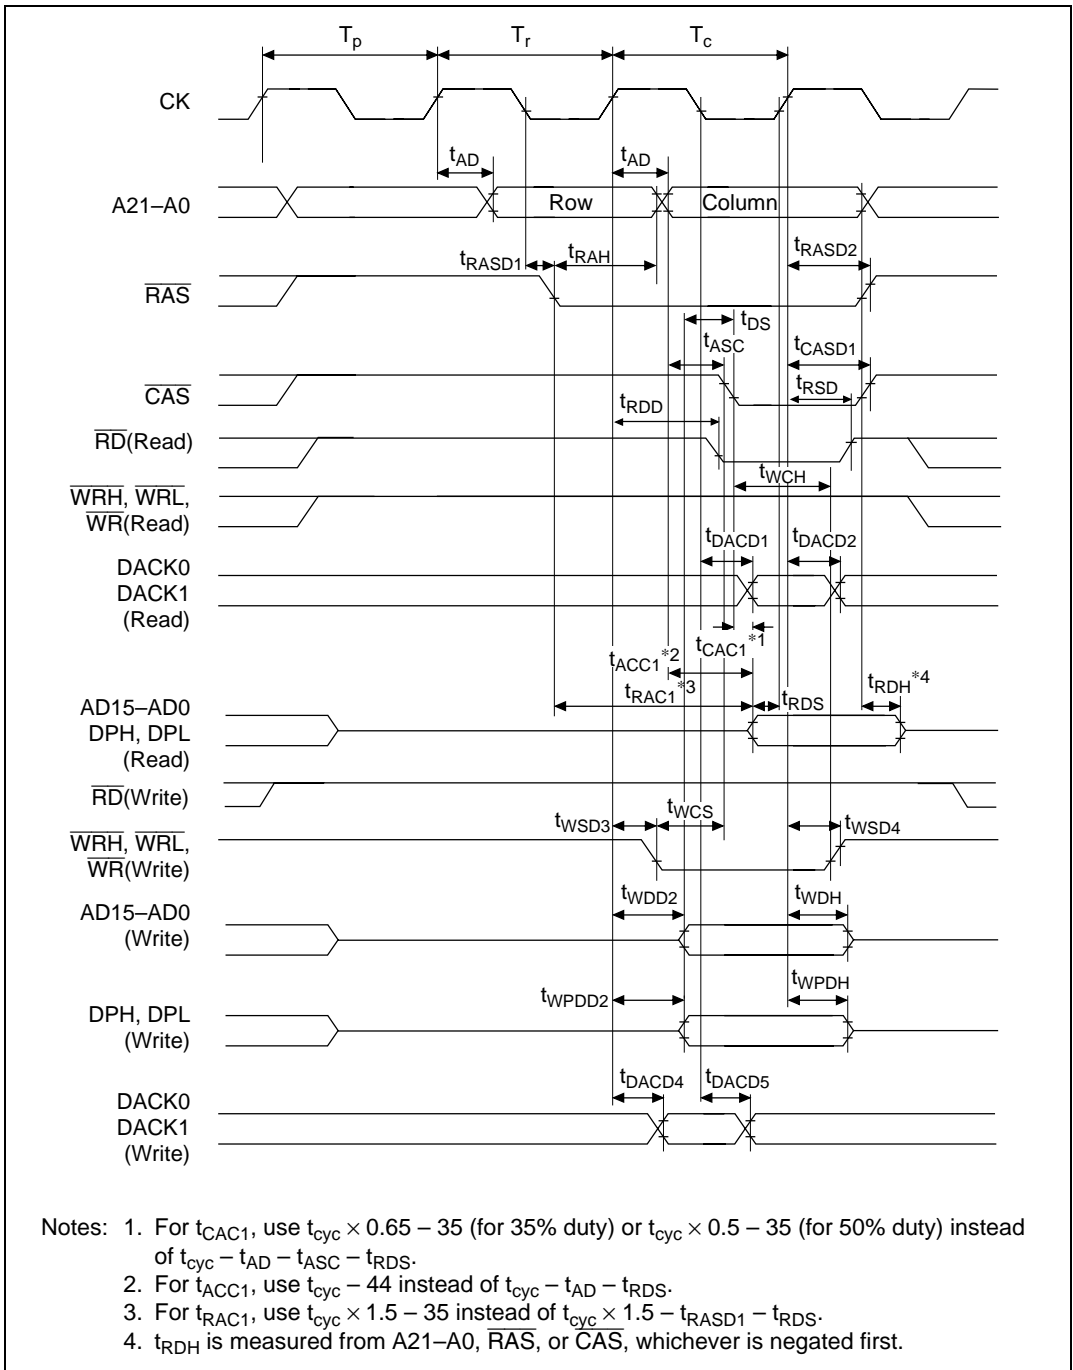 Tp Tr Tc
CK
tAD tAD
A21–A0 Row Column
tRASD1 tRAH tRASD2
RAS
tDS
tASC tCASD1
CAS tRSD
tRDD
RD(Read)
tWCH
WRH, WRL,
WR(Read)
tDACD1 tDACD2
DACK0
DACK1
(Read)
tCAC1*1
tACC1*2
tRAC1*3 tRDS tRDH*4
AD15–AD0
DPH, DPL
(Read)
RD(Write)
tWCS
tWSD3 tWSD4
WRH, WRL,
WR(Write)
tWDD2 tWDH
AD15–AD0
(Write)
tWPDD2 tWPDH
DPH, DPL
(Write)
tDACD4 tDACD5
DACK0
DACK1
(Write)
Notes: 1. For tCAC1, use tcyc × 0.65 – 35 (for 35% duty) or tcyc × 0.5 – 35 (for 50% duty) instead
of tcyc – tAD – tASC – tRDS.
2. For tACC1, use tcyc – 44 instead of tcyc – tAD – tRDS.
3. For tRAC1, use tcyc × 1.5 – 35 instead of tcyc × 1.5 – tRASD1 – tRDS.
4. tRDH is measured from A21–A0, RAS, or CAS, whichever is negated first.